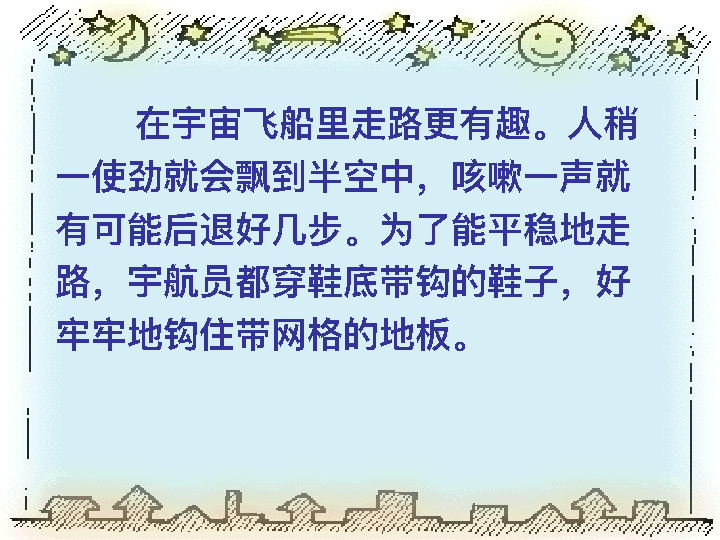 在宇宙飞船里走路更有趣。人稍
一使劲就会飘到半空中，咳嗽一声就
有可能后退好几步。为了能平稳地走
路，宇航员都穿鞋底带钩的鞋子，好
牢牢地钩住带网格的地板。